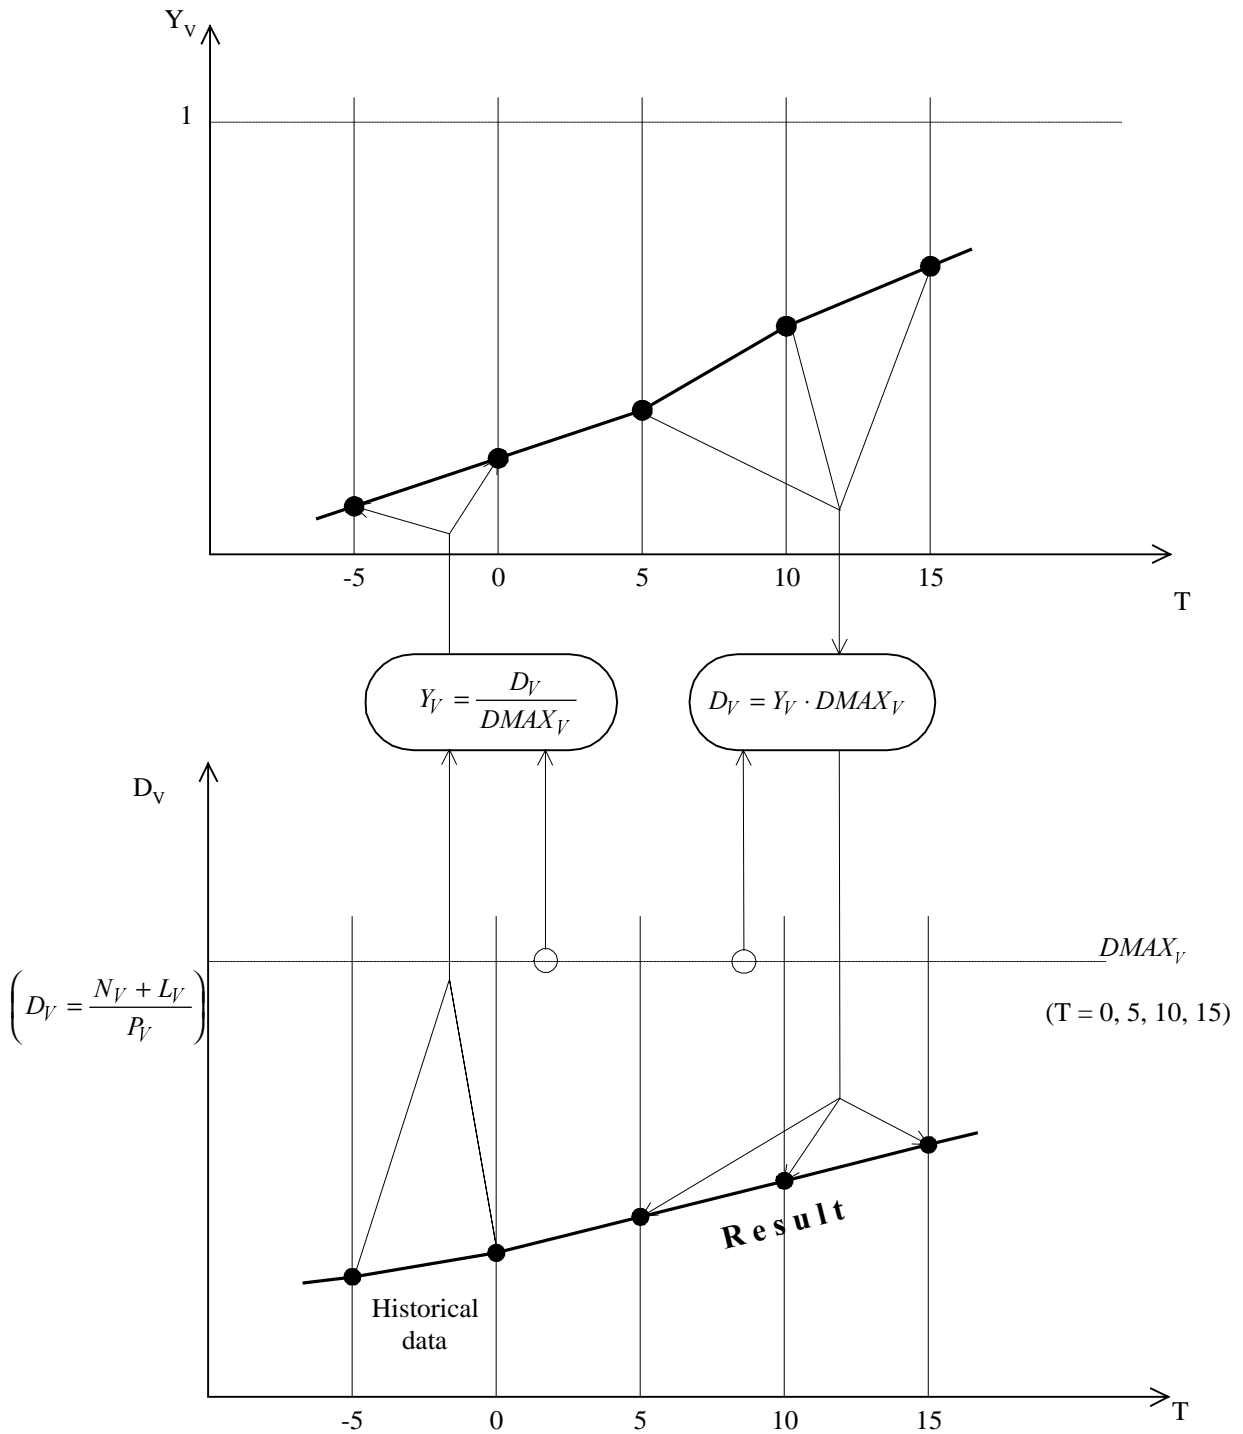 Y_V
1
-5 0 5 10 15
T
Y_V = D_V / DMAX_V
D_V = Y_V · DMAX_V
D_V
DMAX_V
(D_V = (N_V + L_V) / P_V)
(T = 0, 5, 10, 15)
Result
Historical
data
-5 0 5 10 15
T